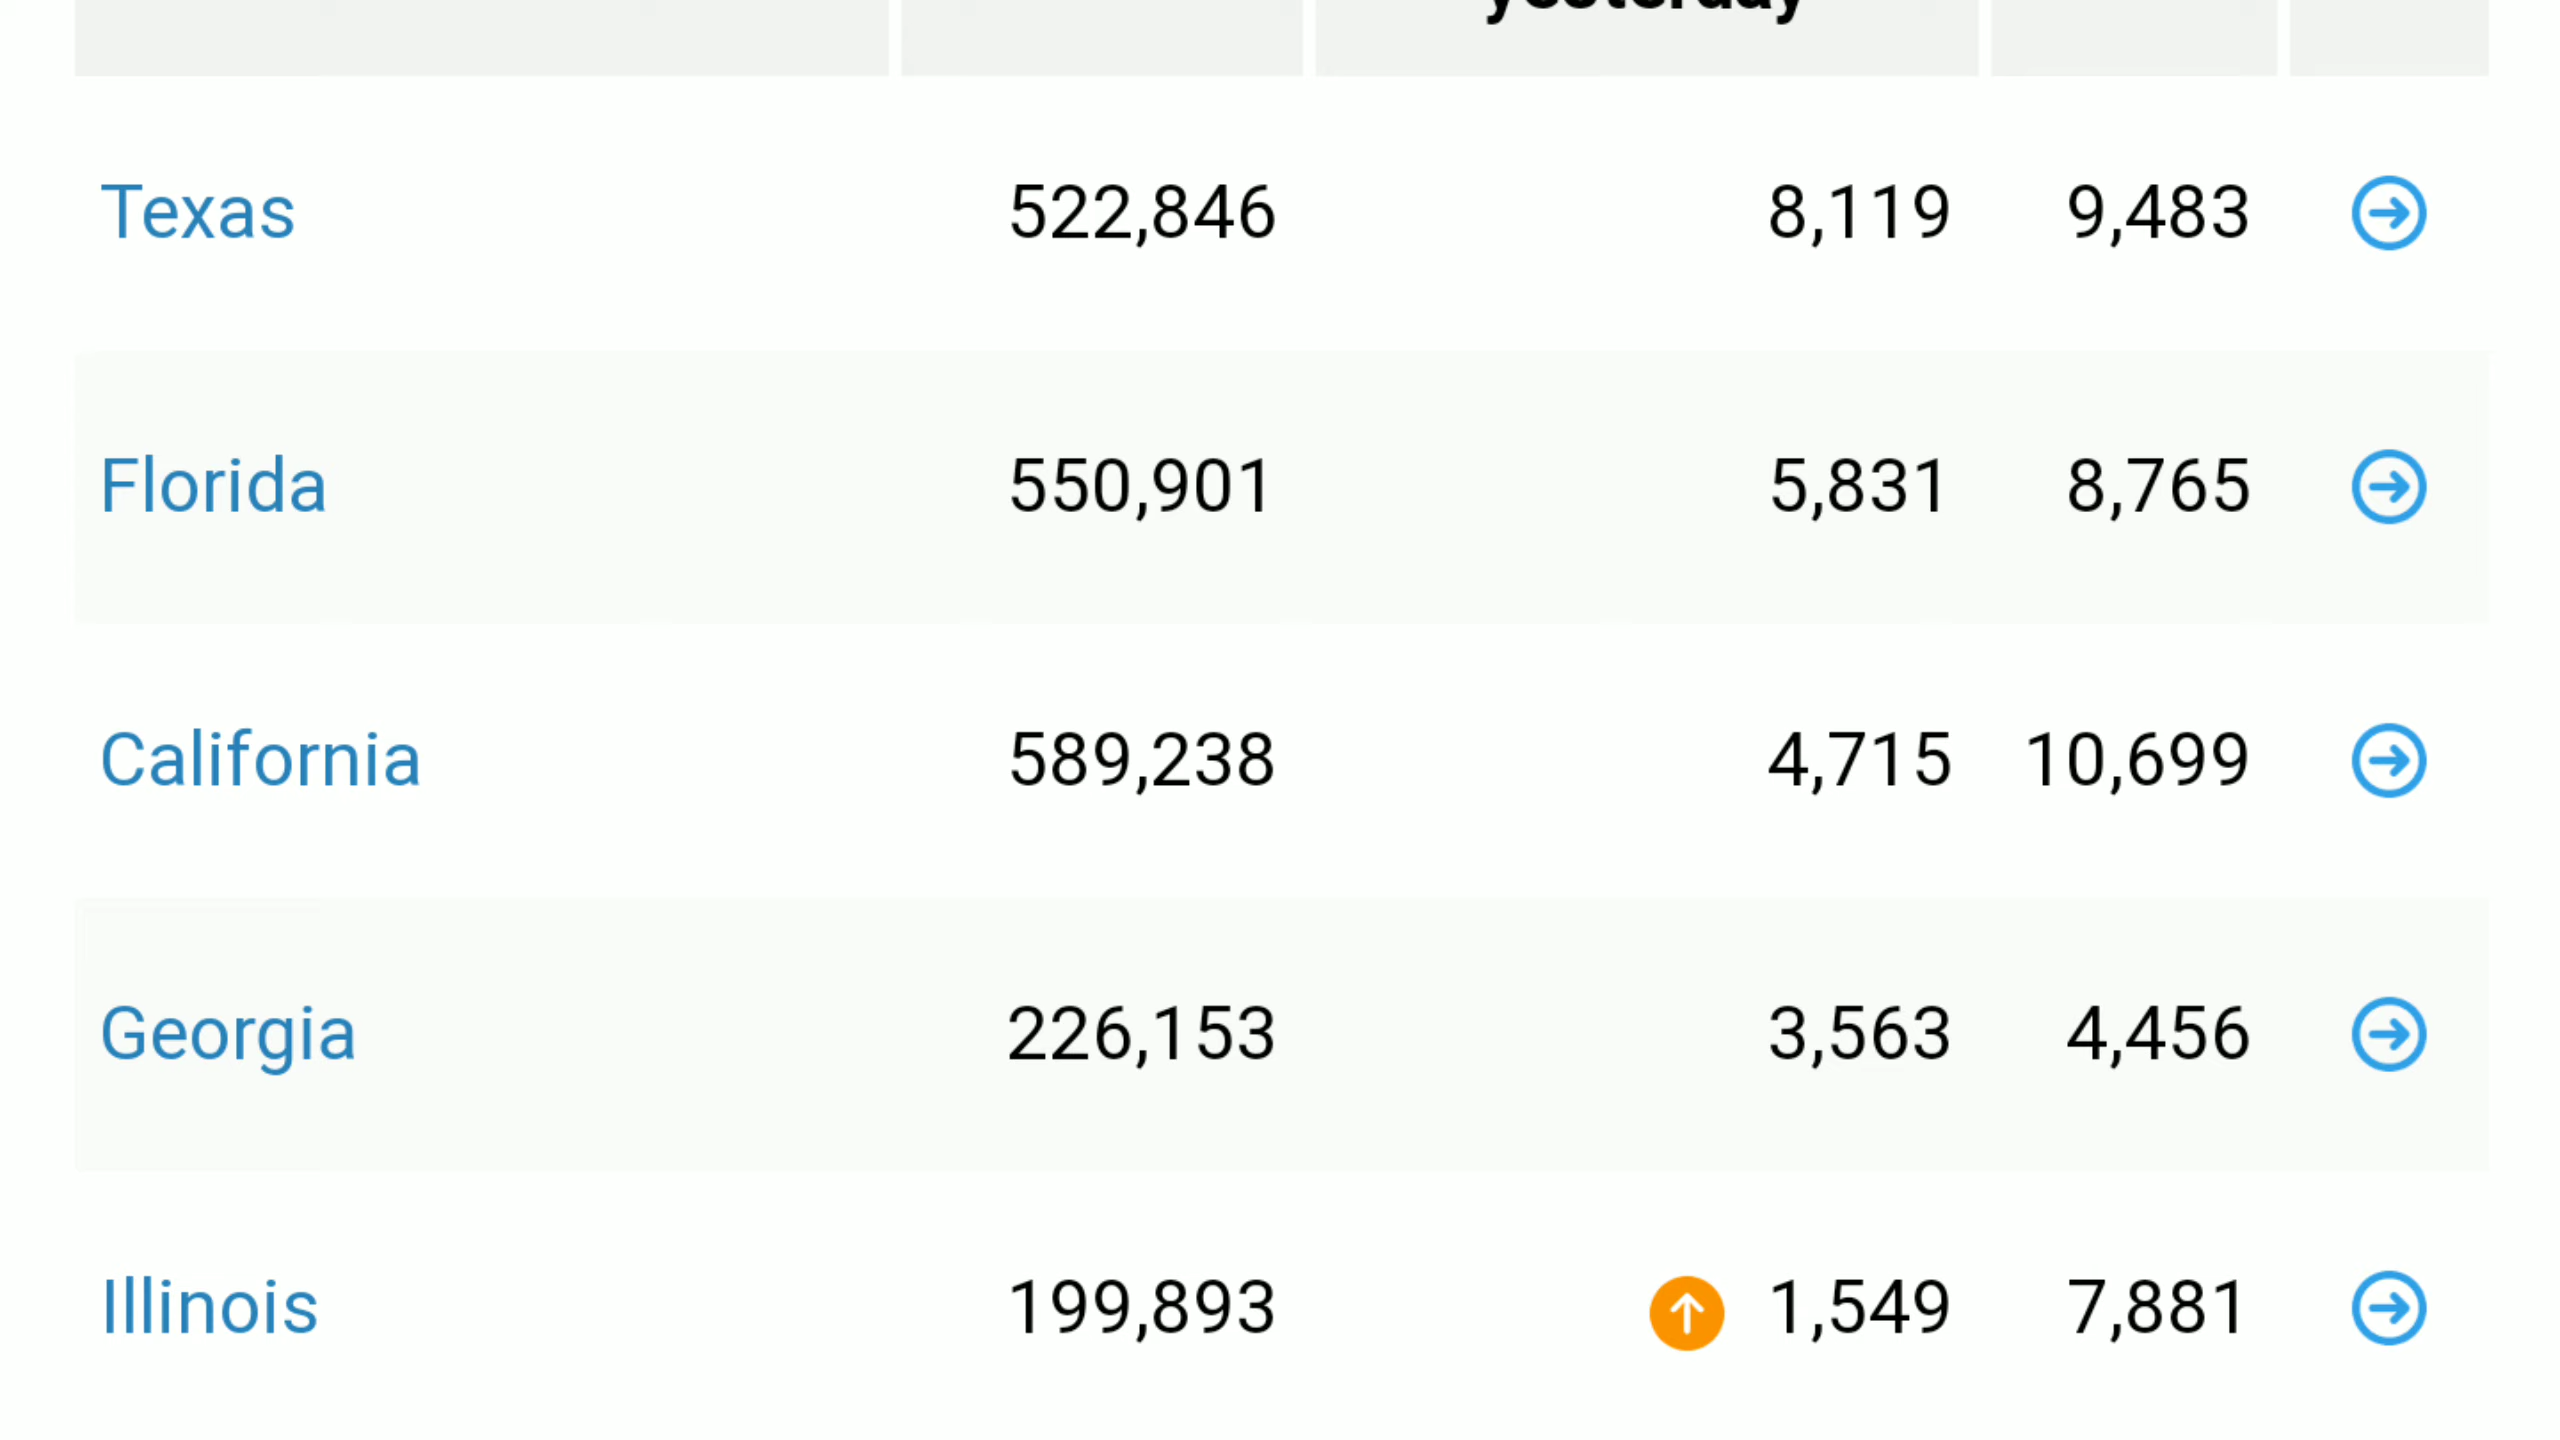 yesterday
Texas 522,846 8,119 9,483
Florida 550,901 5,831 8,765
California 589,238 4,715 10,699
Georgia 226,153 3,563 4,456
Illinois 199,893 1,549 7,881